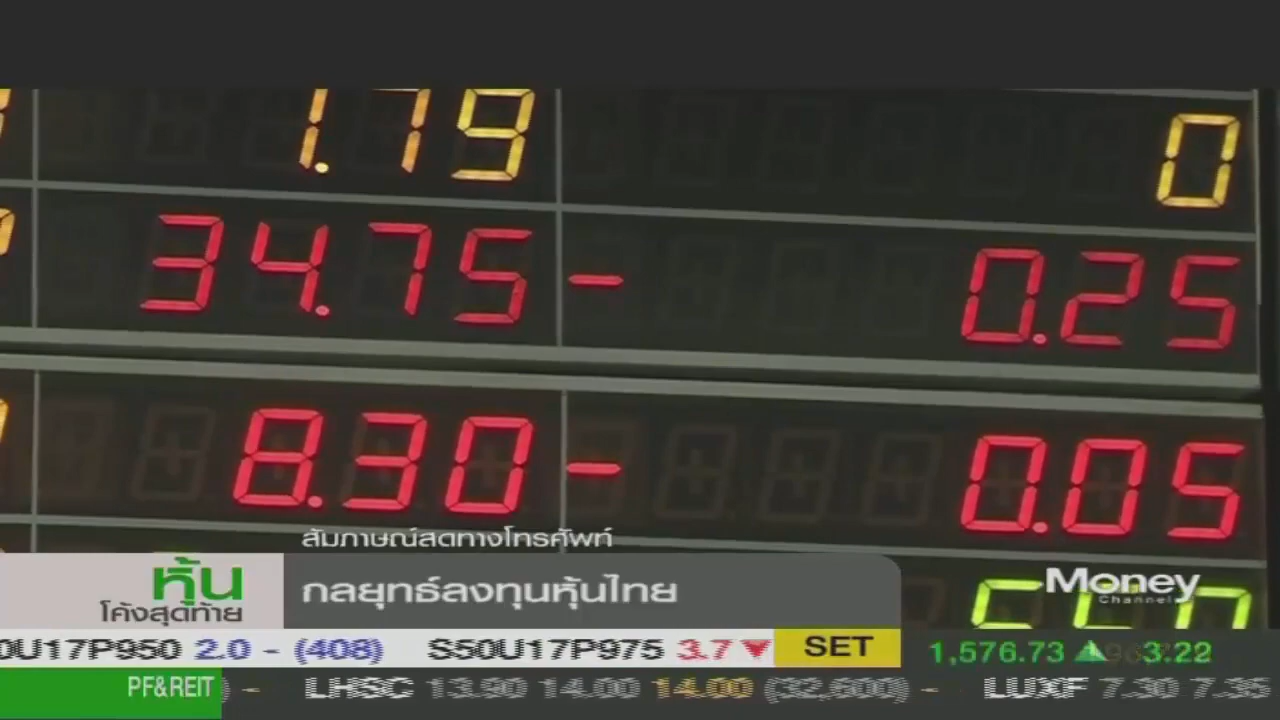 1.79 0
34.75 - 0.25
8.30 - 0.05
สัมภาษณ์สดทางโทรศัพท์
หุ้น
โค้งสุดท้าย
กลยุทธ์ลงทุนหุ้นไทย
Money
Channel
0U17P950 2.0 - (408) S50U17P975 3.7▼ SET 1,576.73 ▲ 3.22
PF&REIT ) - LHSC 13.90 14.00 14.00 (32,600) - LUXF 7.30 7.35